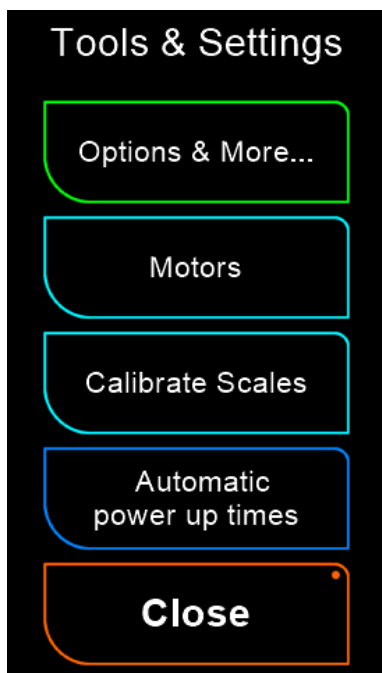 Tools & Settings
Options & More...
Motors
Calibrate Scales
Automatic
power up times
Close